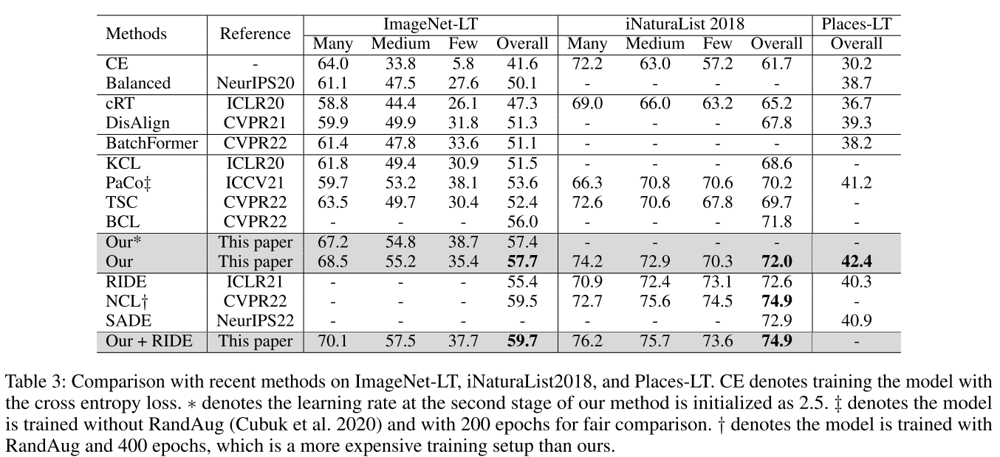 Methods Reference ImageNet-LT iNaturaList 2018 Places-LT
Many Medium Few Overall Many Medium Few Overall Overall
CE - 64.0 33.8 5.8 41.6 72.2 63.0 57.2 61.7 30.2
Balanced NeurIPS20 61.1 47.5 27.6 50.1 - - - - 38.7
cRT ICLR20 58.8 44.4 26.1 47.3 69.0 66.0 63.2 65.2 36.7
DisAlign CVPR21 59.9 49.9 31.8 51.3 - - - 67.8 39.3
BatchFormer CVPR22 61.4 47.8 33.6 51.1 - - - - 38.2
KCL ICLR20 61.8 49.4 30.9 51.5 - - - 68.6 -
PaCo‡ ICCV21 59.7 53.2 38.1 53.6 66.3 70.8 70.6 70.2 41.2
TSC CVPR22 63.5 49.7 30.4 52.4 72.6 70.6 67.8 69.7 -
BCL CVPR22 - - - 56.0 - - - 71.8 -
Our* This paper 67.2 54.8 38.7 57.4 - - - - -
Our This paper 68.5 55.2 35.4 57.7 74.2 72.9 70.3 72.0 42.4
RIDE ICLR21 - - - 55.4 70.9 72.4 73.1 72.6 40.3
NCL† CVPR22 - - - 59.5 72.7 75.6 74.5 74.9 -
SADE NeurIPS22 - - - - - - - 72.9 40.9
Our + RIDE This paper 70.1 57.5 37.7 59.7 76.2 75.7 73.6 74.9 -
Table 3: Comparison with recent methods on ImageNet-LT, iNaturaList2018, and Places-LT. CE denotes training the model with
the cross entropy loss. ∗ denotes the learning rate at the second stage of our method is initialized as 2.5. ‡ denotes the model
is trained without RandAug (Cubuk et al. 2020) and with 200 epochs for fair comparison. † denotes the model is trained with
RandAug and 400 epochs, which is a more expensive training setup than ours.